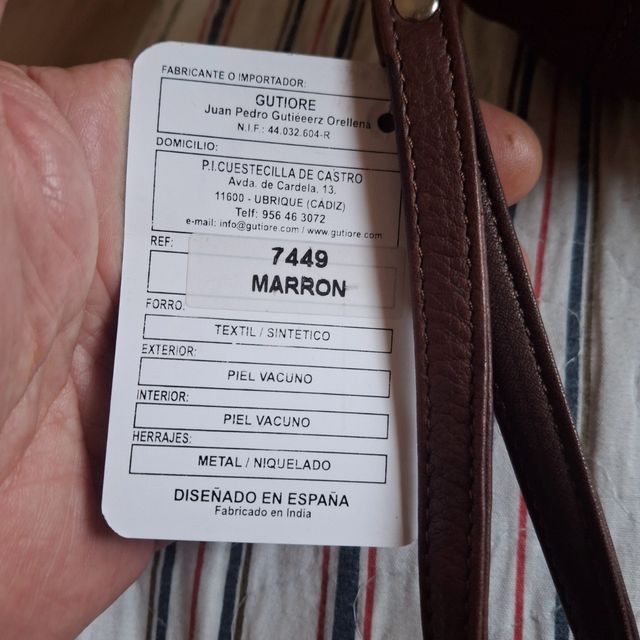 FABRICANTE O IMPORTADOR:
GUTIORE
Juan Pedro Gutiéeerz Orellena
N.I.F.: 44.032.604-R
DOMICILIO:
P.I.CUESTECILLA DE CASTRO
Avda. de Cardela, 13.
11600 - UBRIQUE (CÁDIZ)
Telf: 956 46 3072
e-mail: info@gutiore.com / www.gutiore.com
REF:
7449
MARRON
FORRO:
TEXTIL / SINTETICO
EXTERIOR:
PIEL VACUNO
INTERIOR:
PIEL VACUNO
HERRAJES:
METAL / NIQUELADO
DISEÑADO EN ESPAÑA
Fabricado en India